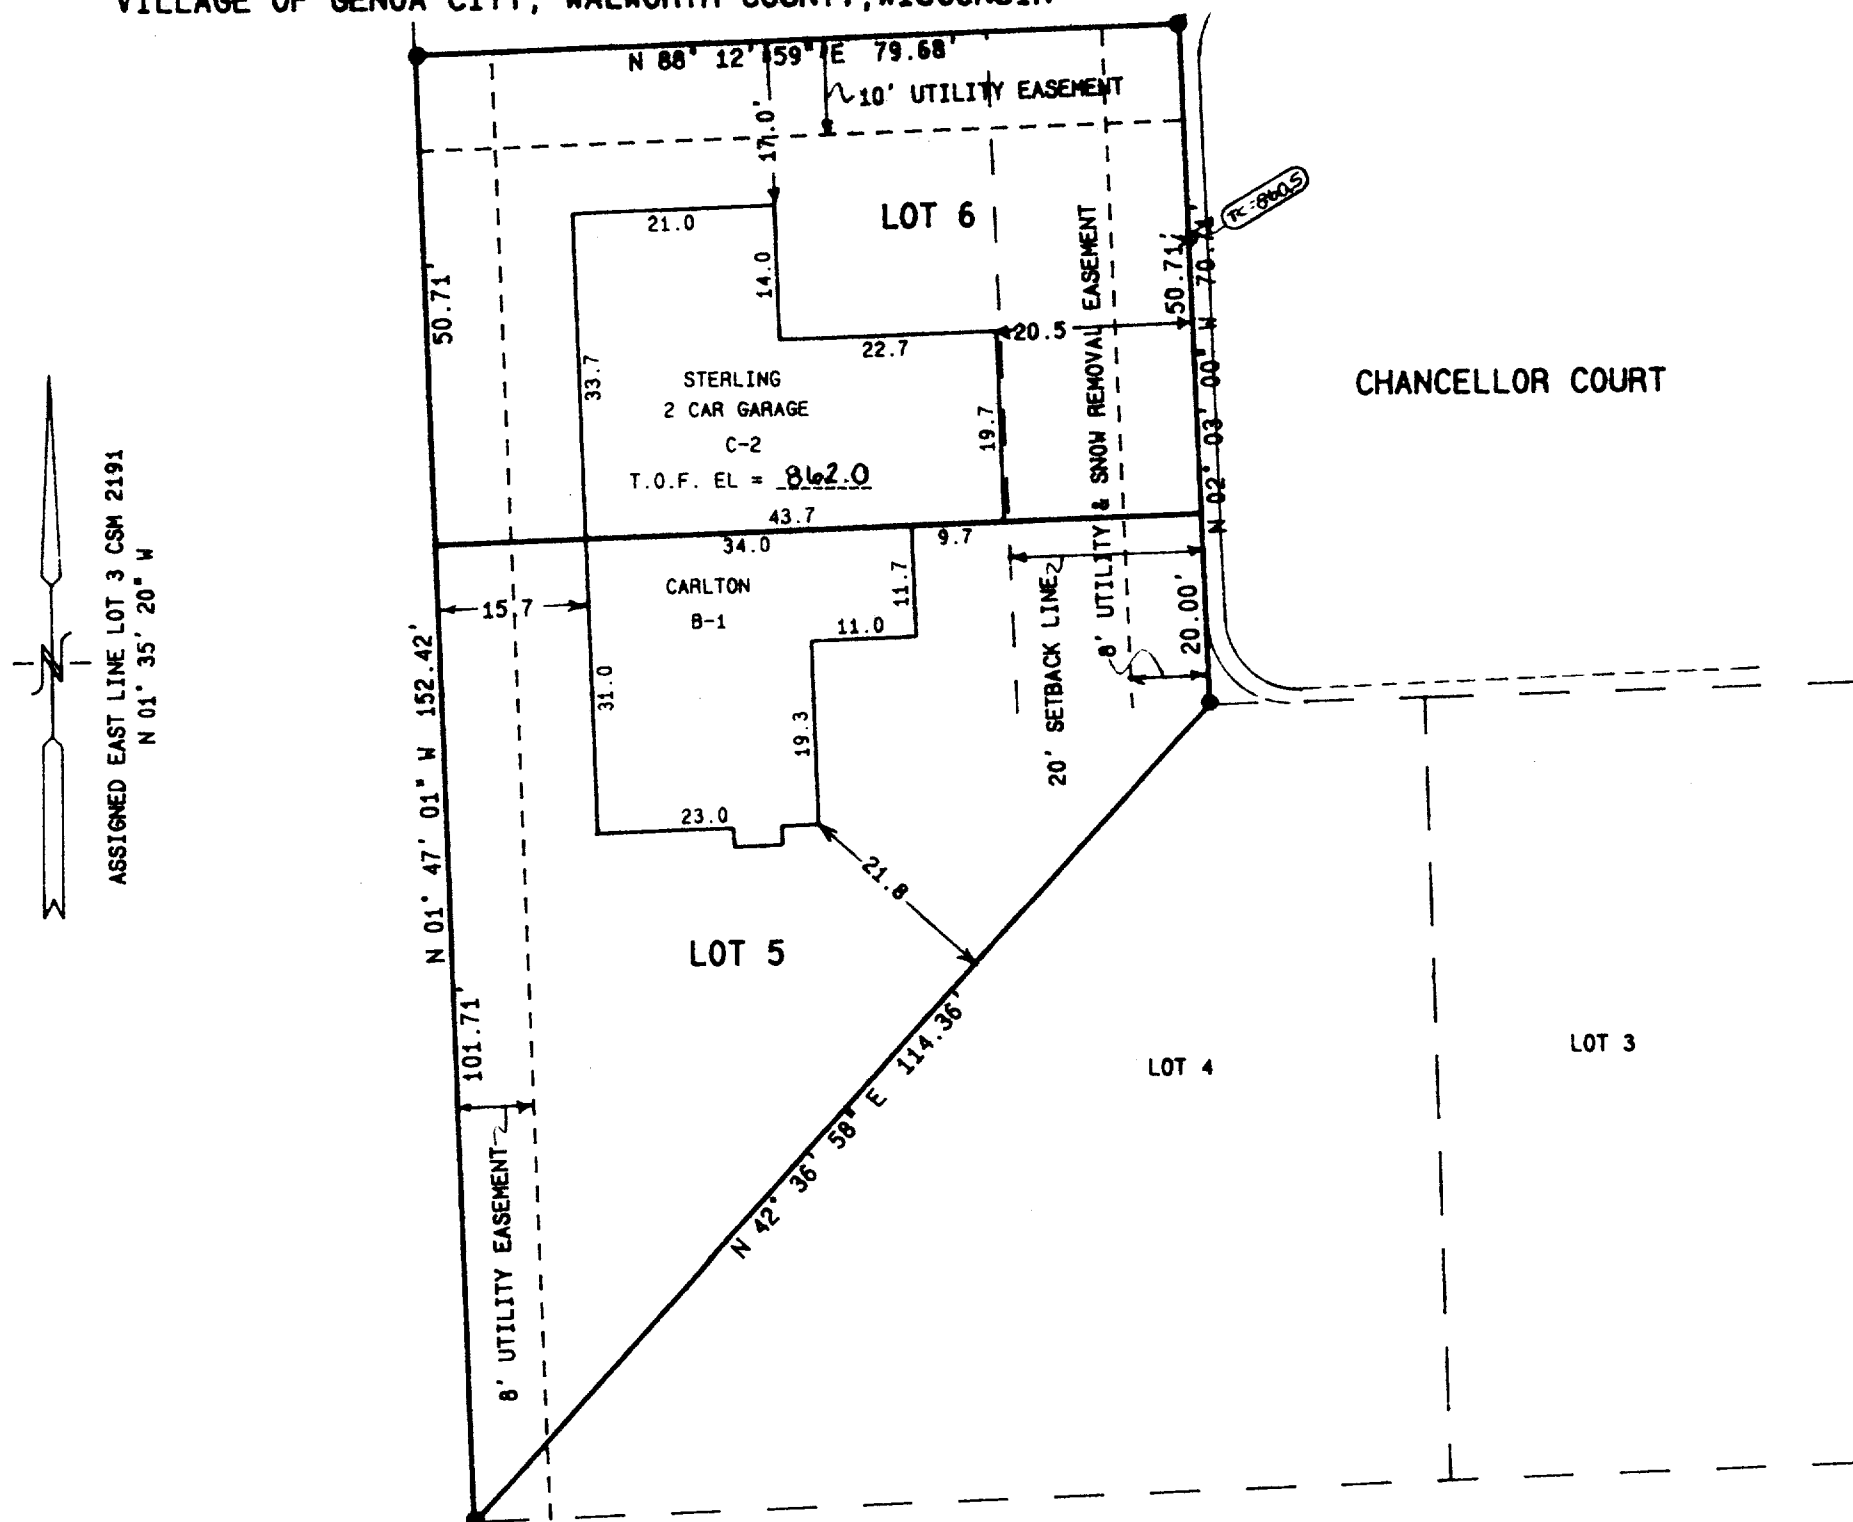 VILLAGE OF GENOA CITY, WALWORTH COUNTY, WISCONSIN
N 88° 12' 59" E 79.68'
10' UTILITY EASEMENT
17.0'
LOT 6
TC=860.5
21.0
14.0
50.71'
50.71'
N 02° 03' 00" W 70.71'
8' UTILITY & SNOW REMOVAL EASEMENT
20.5
22.7
33.7
STERLING
2 CAR GARAGE
C-2
T.O.F. EL = 862.0
19.7
CHANCELLOR COURT
43.7
34.0
9.7
CARLTON
B-1
11.7
11.0
15.7
31.0
19.3
23.0
20' SETBACK LINE
20.00'
ASSIGNED EAST LINE LOT 3 CSM 2191
N 01° 35' 20" W
N
N 01° 47' 01" W 152.42'
21.8
LOT 5
101.71'
N 42° 36' 58" E 114.36'
LOT 4
LOT 3
8' UTILITY EASEMENT